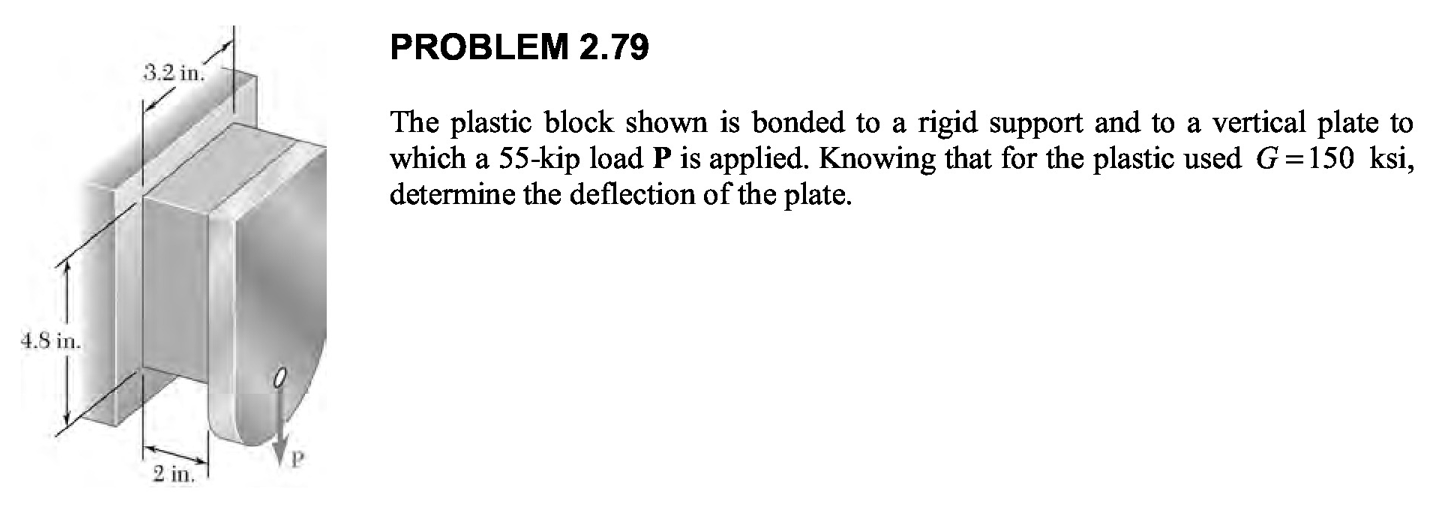 PROBLEM 2.79
3.2 in.
The plastic block shown is bonded to a rigid support and to a vertical plate to
which a 55-kip load P is applied. Knowing that for the plastic used G = 150 ksi,
determine the deflection of the plate.
4.8 in.
2 in.
P